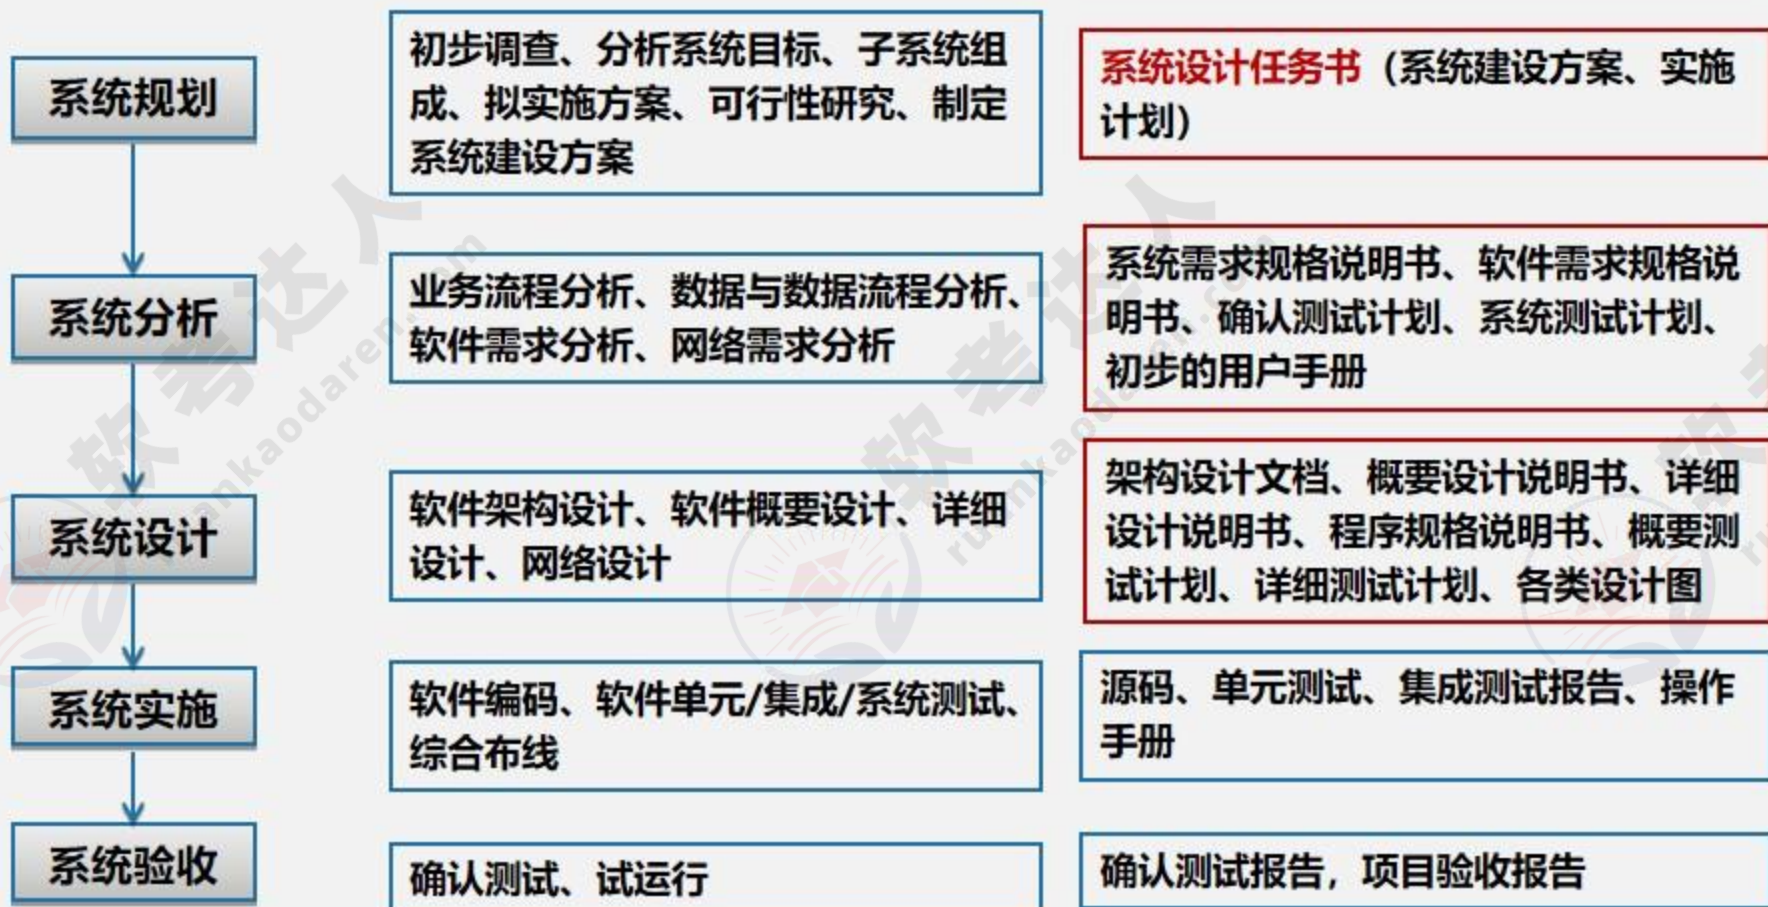 系统规划
初步调查、分析系统目标、子系统组
成、拟实施方案、可行性研究、制定
系统建设方案
系统设计任务书（系统建设方案、实施
计划）
系统分析
业务流程分析、数据与数据流程分析、
软件需求分析、网络需求分析
系统需求规格说明书、软件需求规格说
明书、确认测试计划、系统测试计划、
初步的用户手册
系统设计
软件架构设计、软件概要设计、详细
设计、网络设计
架构设计文档、概要设计说明书、详细
设计说明书、程序规格说明书、概要测
试计划、详细测试计划、各类设计图
系统实施
软件编码、软件单元/集成/系统测试、
综合布线
源码、单元测试、集成测试报告、操作
手册
系统验收
确认测试、试运行
确认测试报告，项目验收报告
软考达人
ruankaodaren.com
软考达人
ruankaodaren.com